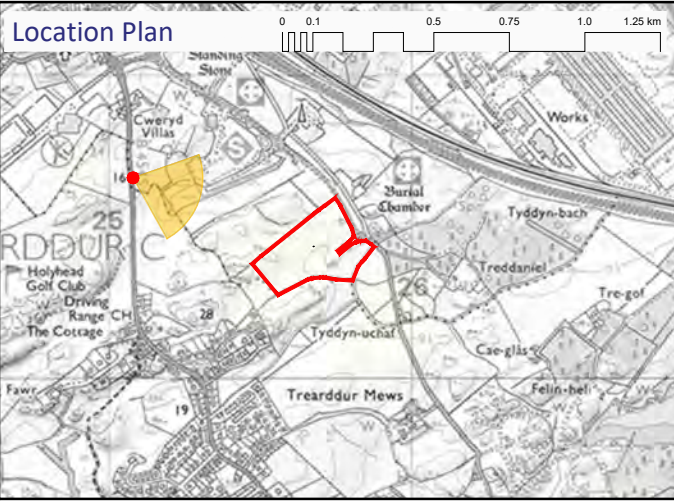 Location Plan
0 0.1 0.5 0.75 1.0 1.25 km
Standing
Stone
Cweryd
Villas
Works
S
K
16
Burial
Chamber
25
RDDUR C
Tyddyn-bach
Treddaniel
Holyhead
Golf Club
Driving
Range CH
The Cottage
28
26
Tre-gof
Tyddyn-uchaf
Cae-glas
Fawr
Trearddur Mews
Felin-heli
W
19
W